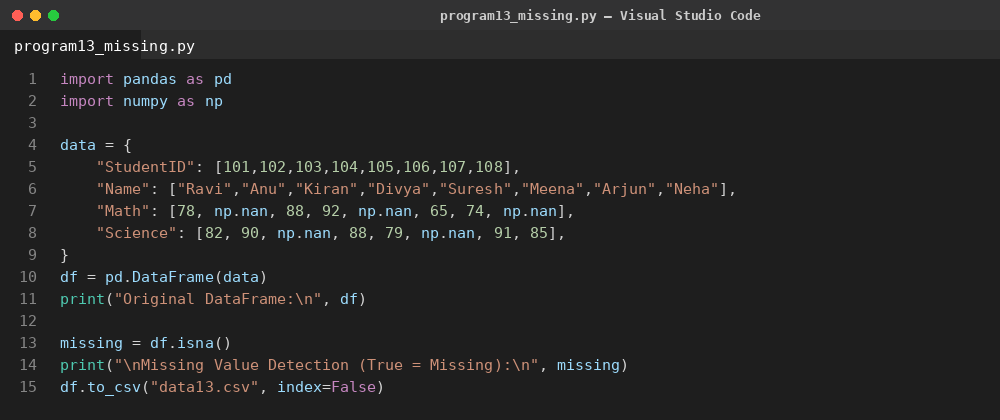 program13_missing.py — Visual Studio Code
program13_missing.py
1 import pandas as pd
2 import numpy as np
3
4 data = {
5     "StudentID": [101,102,103,104,105,106,107,108],
6     "Name": ["Ravi","Anu","Kiran","Divya","Suresh","Meena","Arjun","Neha"],
7     "Math": [78, np.nan, 88, 92, np.nan, 65, 74, np.nan],
8     "Science": [82, 90, np.nan, 88, 79, np.nan, 91, 85],
9 }
10 df = pd.DataFrame(data)
11 print("Original DataFrame:\n", df)
12
13 missing = df.isna()
14 print("\nMissing Value Detection (True = Missing):\n", missing)
15 df.to_csv("data13.csv", index=False)